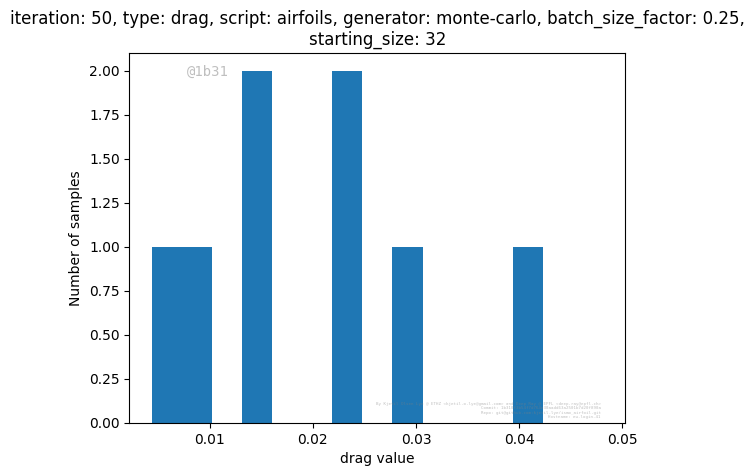 iteration: 50, type: drag, script: airfoils, generator: monte-carlo, batch_size_factor: 0.25,
starting_size: 32
@1b31
2.00
1.75
1.50
1.25
1.00
0.75
0.50
0.25
0.00
Number of samples
0.01
0.02
0.03
0.04
0.05
drag value